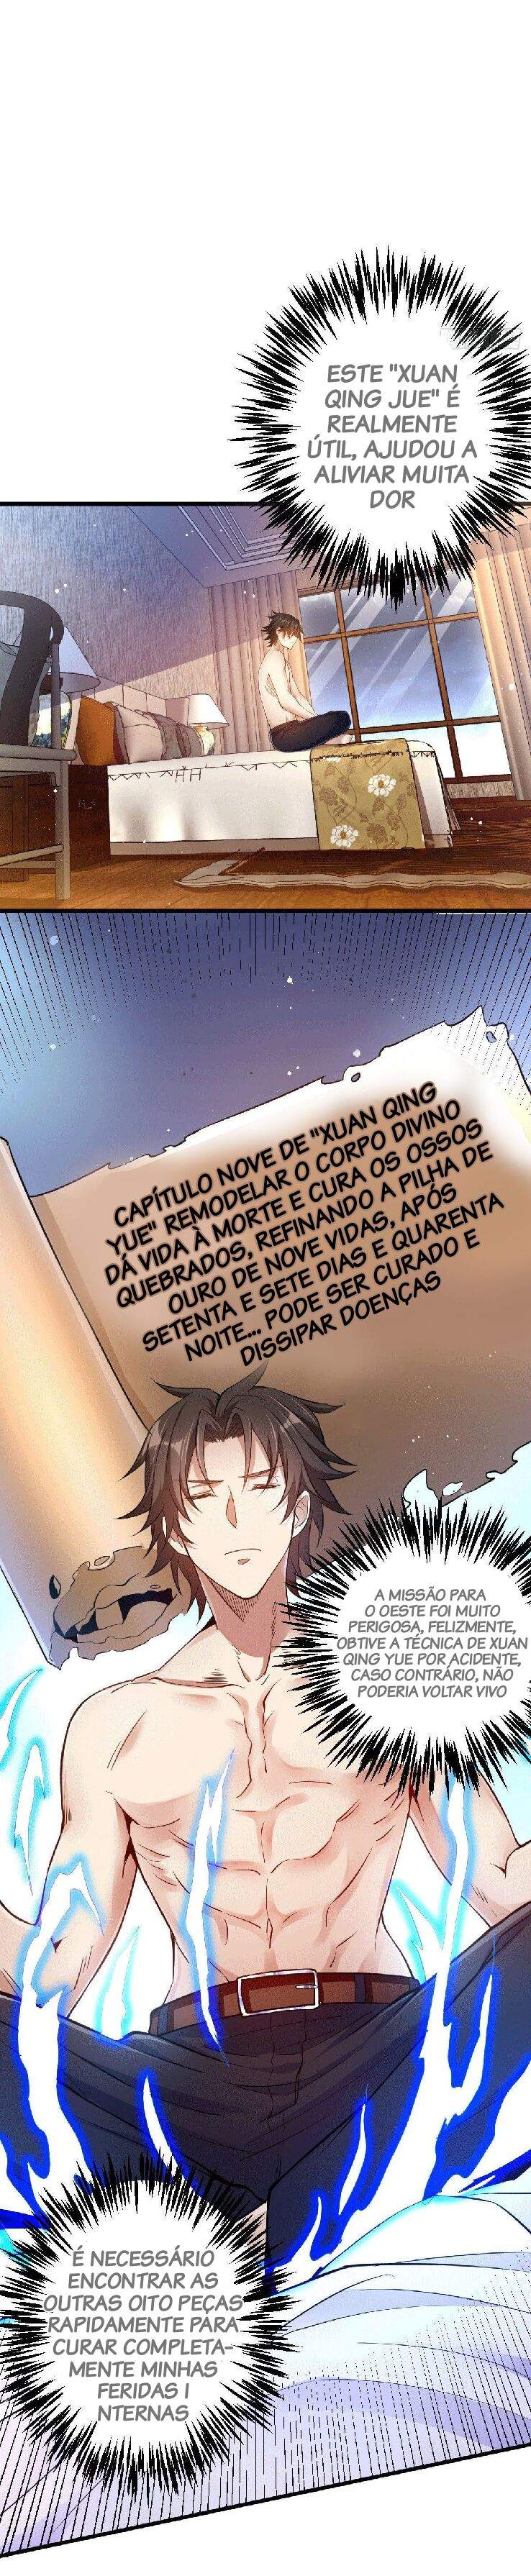 ESTE "XUAN
QING JUE" É
REALMENTE
ÚTIL, AJUDOU A
ALIVIAR MUITA
DOR
CAPÍTULO NOVE DE "XUAN QING
YUE" REMODELAR O CORPO DIVINO
DÁ VIDA À MORTE E CURA OS OSSOS
QUEBRADOS, REFINANDO A PILHA DE
OURO DE NOVE VIDAS, APÓS
SETENTA E SETE DIAS E QUARENTA
NOITE... PODE SER CURADO E
DISSIPAR DOENÇAS
A MISSÃO PARA
O OESTE FOI MUITO
PERIGOSA, FELIZMENTE,
OBTIVE A TÉCNICA DE XUAN
QING YUE POR ACIDENTE,
CASO CONTRÁRIO, NÃO
PODERIA VOLTAR VIVO
É NECESSÁRIO
ENCONTRAR AS
OUTRAS OITO PEÇAS
RAPIDAMENTE PARA
CURAR COMPLETA-
MENTE MINHAS
FERIDAS I
NTERNAS